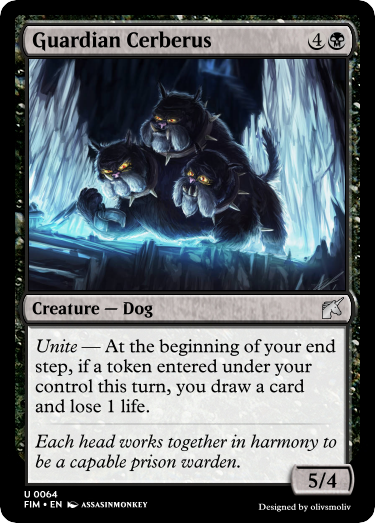 Guardian Cerberus 4
Creature — Dog
Unite — At the beginning of your end
step, if a token entered under your
control this turn, you draw a card
and lose 1 life.
Each head works together in harmony to
be a capable prison warden.
5/4
U 0064
FIM • EN ASSASINMONKEY
Designed by olivsmoliv